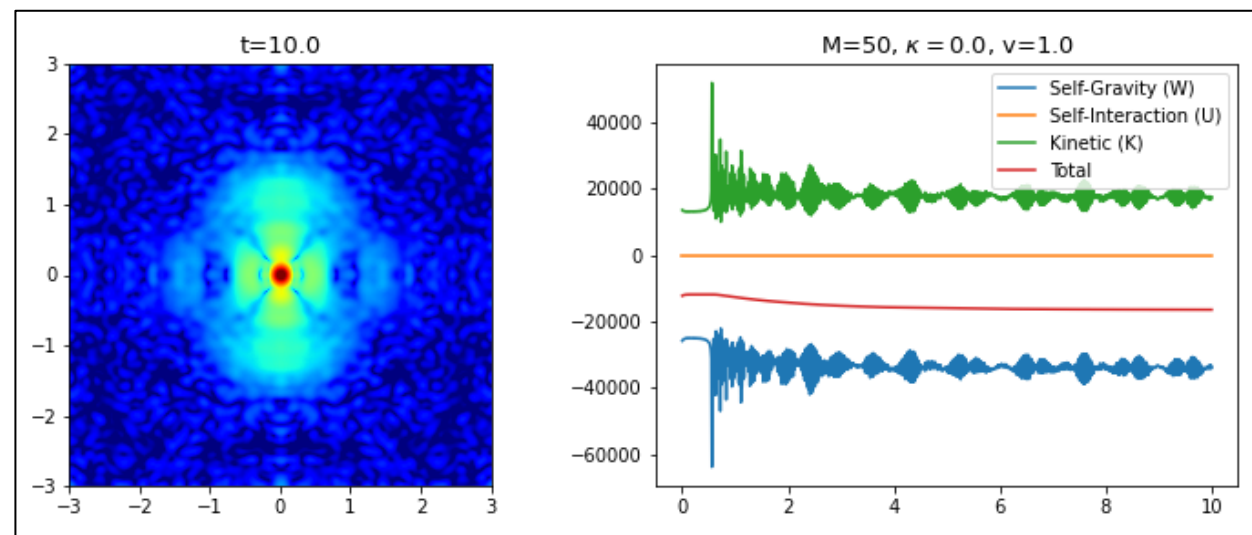 t=10.0
3
2
1
0
−1
−2
−3
−3 −2 −1 0 1 2 3
M=50, κ = 0.0, v=1.0
40000
20000
0
−20000
−40000
−60000
0 2 4 6 8 10
Self-Gravity (W)
Self-Interaction (U)
Kinetic (K)
Total